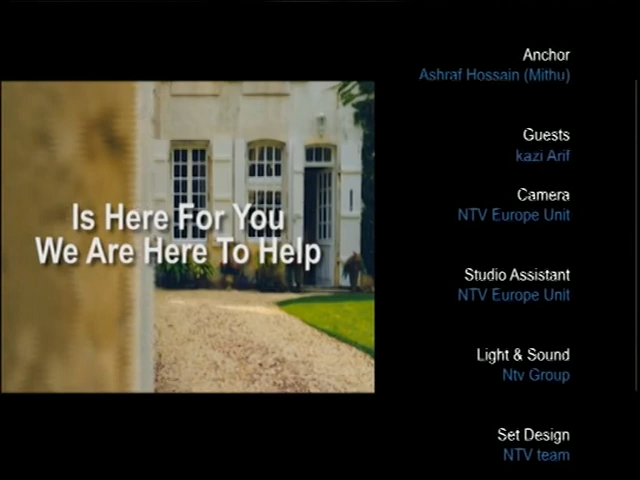 Is Here For You
We Are Here To Help
Anchor
Ashraf Hossain (Mithu)
Guests
kazi Arif
Camera
NTV Europe Unit
Studio Assistant
NTV Europe Unit
Light & Sound
Ntv Group
Set Design
NTV team